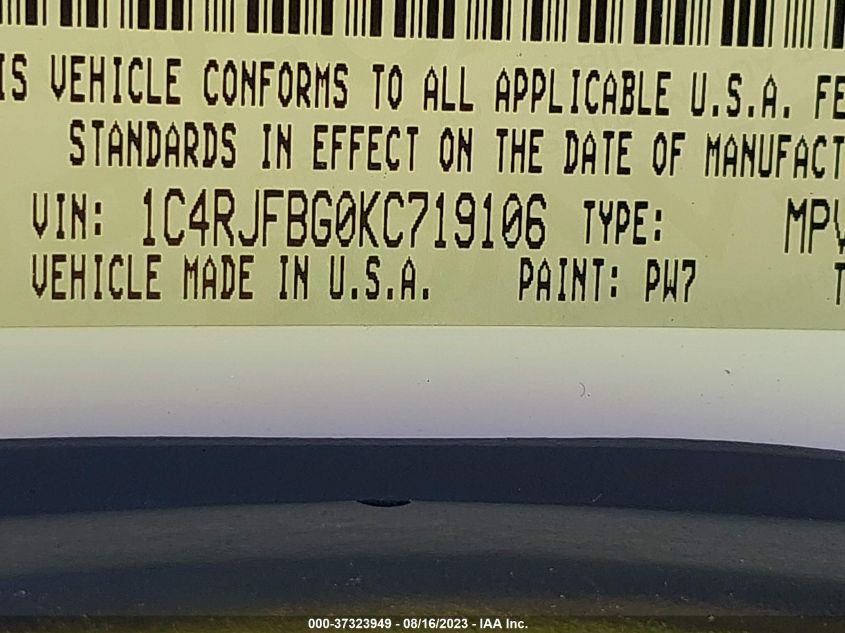 IS VEHICLE CONFORMS TO ALL APPLICABLE U.S.A. FE
STANDARDS IN EFFECT ON THE DATE OF MANUFACT
VIN: 1C4RJFBG0KC719106 TYPE: MPV
VEHICLE MADE IN U.S.A. PAINT: PW7 T
000-37323949 - 08/16/2023 - IAA Inc.